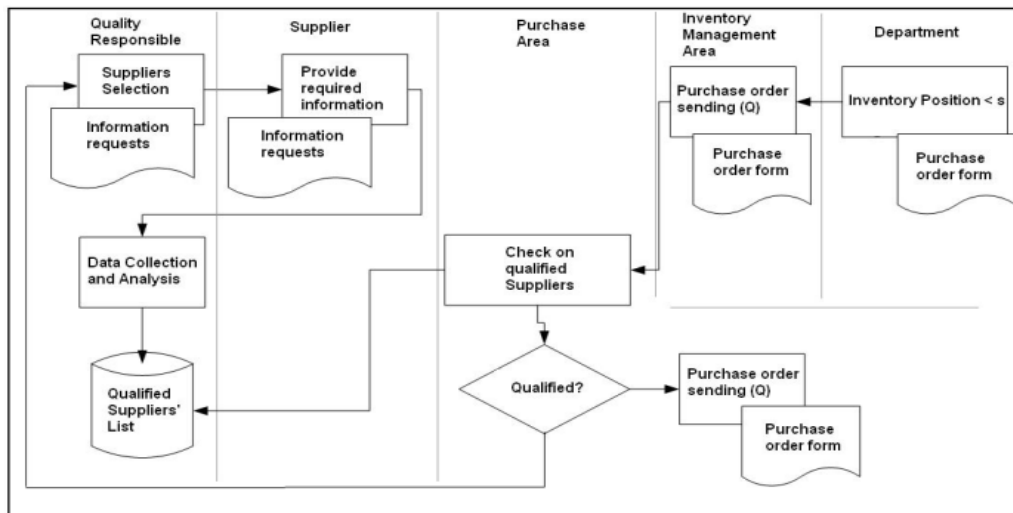 Quality
Responsible
Supplier
Purchase
Area
Inventory
Management
Area
Department
Suppliers
Selection
Information
requests
Provide
required
information
Information
requests
Purchase order
sending (Q)
Purchase
order form
Inventory Position < s
Purchase
order form
Data Collection
and Analysis
Check on
qualified
Suppliers
Qualified
Suppliers'
List
Qualified?
Purchase order
sending (Q)
Purchase
order form